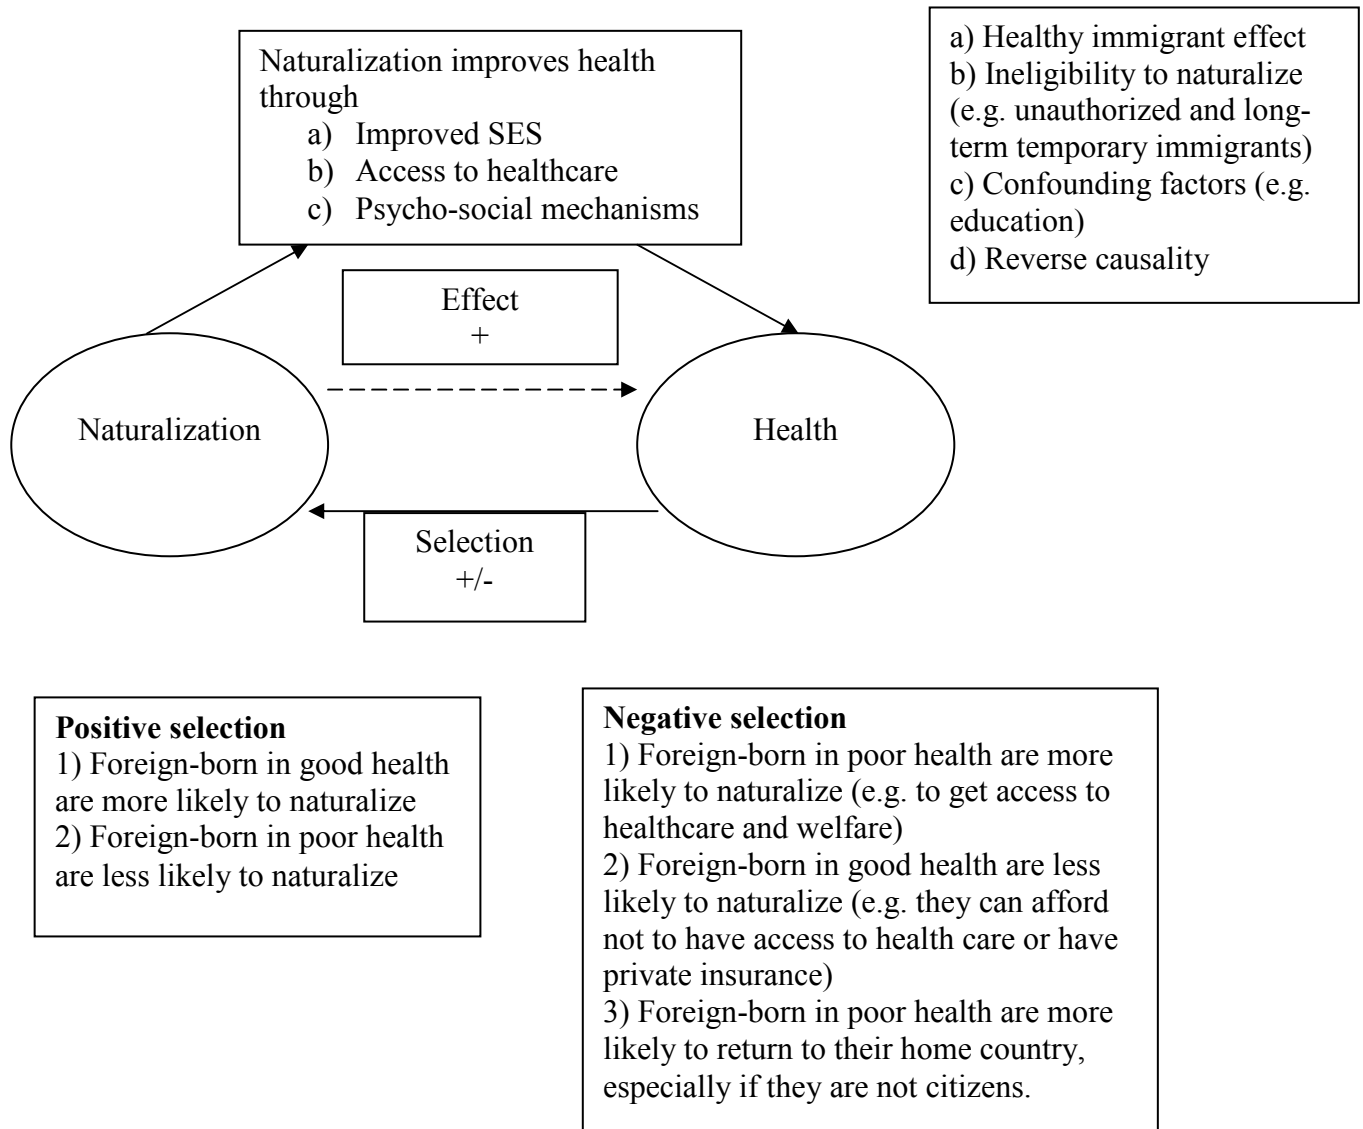 Naturalization improves health
through
a) Improved SES
b) Access to healthcare
c) Psycho-social mechanisms
a) Healthy immigrant effect
b) Ineligibility to naturalize
(e.g. unauthorized and long-
term temporary immigrants)
c) Confounding factors (e.g.
education)
d) Reverse causality
Effect
+
Naturalization
Health
Selection
+/-
Positive selection
1) Foreign-born in good health
are more likely to naturalize
2) Foreign-born in poor health
are less likely to naturalize
Negative selection
1) Foreign-born in poor health are more
likely to naturalize (e.g. to get access to
healthcare and welfare)
2) Foreign-born in good health are less
likely to naturalize (e.g. they can afford
not to have access to health care or have
private insurance)
3) Foreign-born in poor health are more
likely to return to their home country,
especially if they are not citizens.